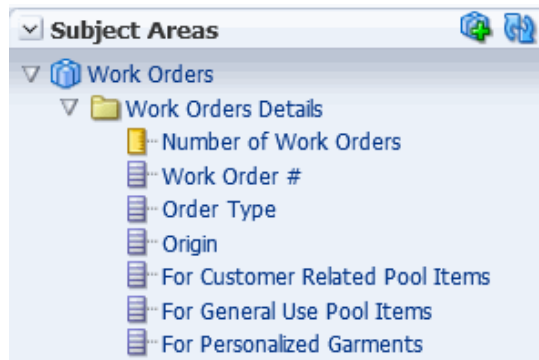 Subject Areas
Work Orders
Work Orders Details
Number of Work Orders
Work Order #
Order Type
Origin
For Customer Related Pool Items
For General Use Pool Items
For Personalized Garments